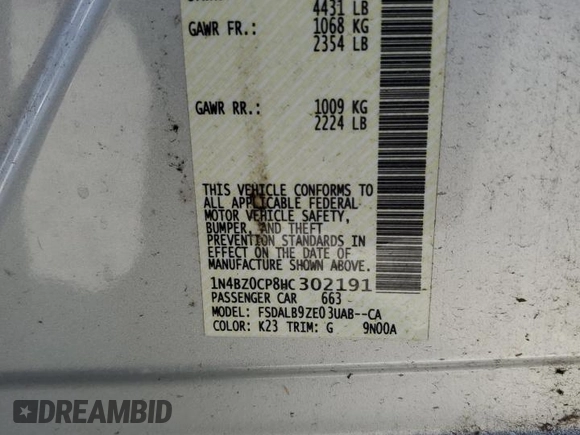 4431 LB
GAWR FR.: 1068 KG
2354 LB
GAWR RR.: 1009 KG
2224 LB
THIS VEHICLE CONFORMS TO
ALL APPLICABLE FEDERAL
MOTOR VEHICLE SAFETY,
BUMPER, AND THEFT
PREVENTION STANDARDS IN
EFFECT ON THE DATE OF
MANUFACTURE SHOWN ABOVE.
1N4BZ0CP8HC302191
PASSENGER CAR 663
MODEL: FSDALB9ZE03UAB--CA
COLOR: K23 TRIM: G 9N00A
DREAMBID